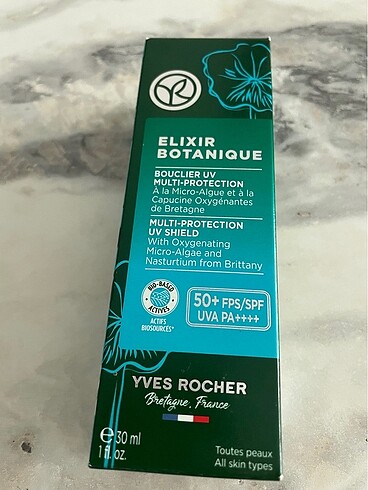 ELIXIR
BOTANIQUE
BOUCLIER UV
MULTI-PROTECTION
À la Micro-Algue et à la
Capucine Oxygénantes
de Bretagne
MULTI-PROTECTION
UV SHIELD
With Oxygenating
Micro-Algae and
Nasturtium from Brittany
BIO-BASED
ACTIVES
ACTIFS
BIOSOURCÉS*
50+ FPS/SPF
UVA PA++++
YVES ROCHER
Bretagne, France
℮ 30 ml
1 fl. oz.
Toutes peaux
All skin types